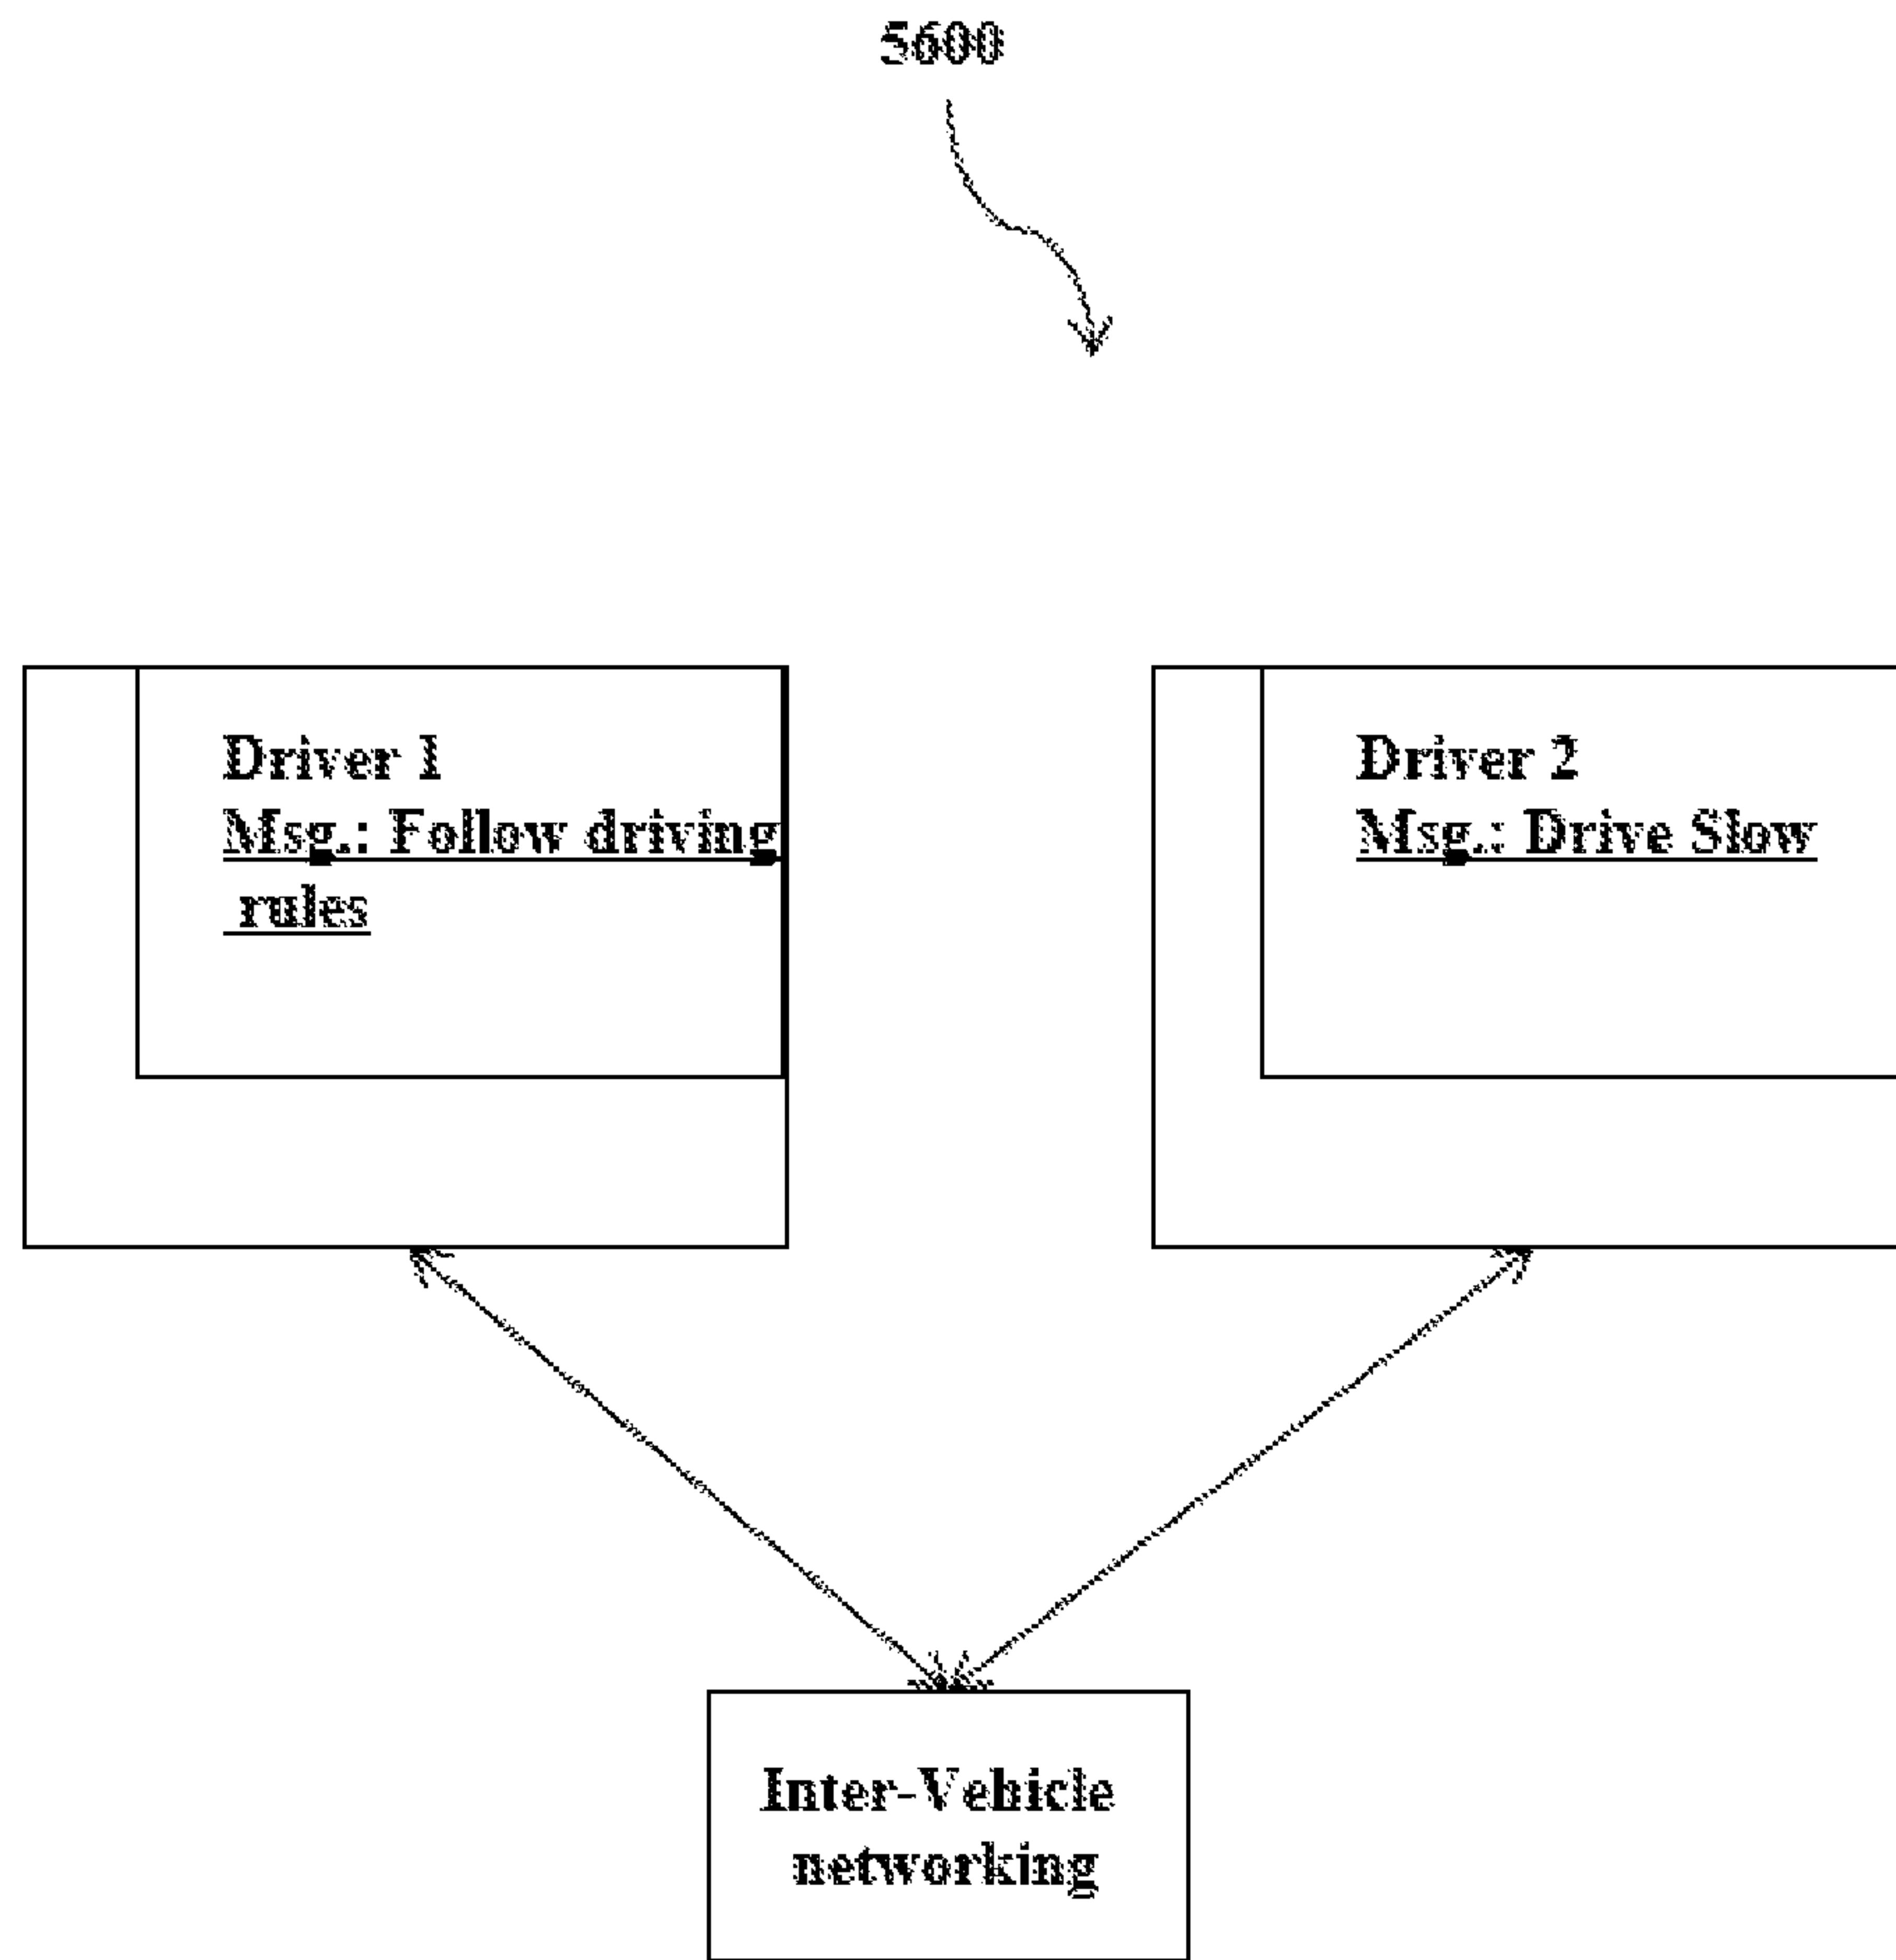 5600
Driver 1
Msg.: Follow driving
rules
Driver 2
Msg.: Drive Slow
Inter-Vehicle
networking